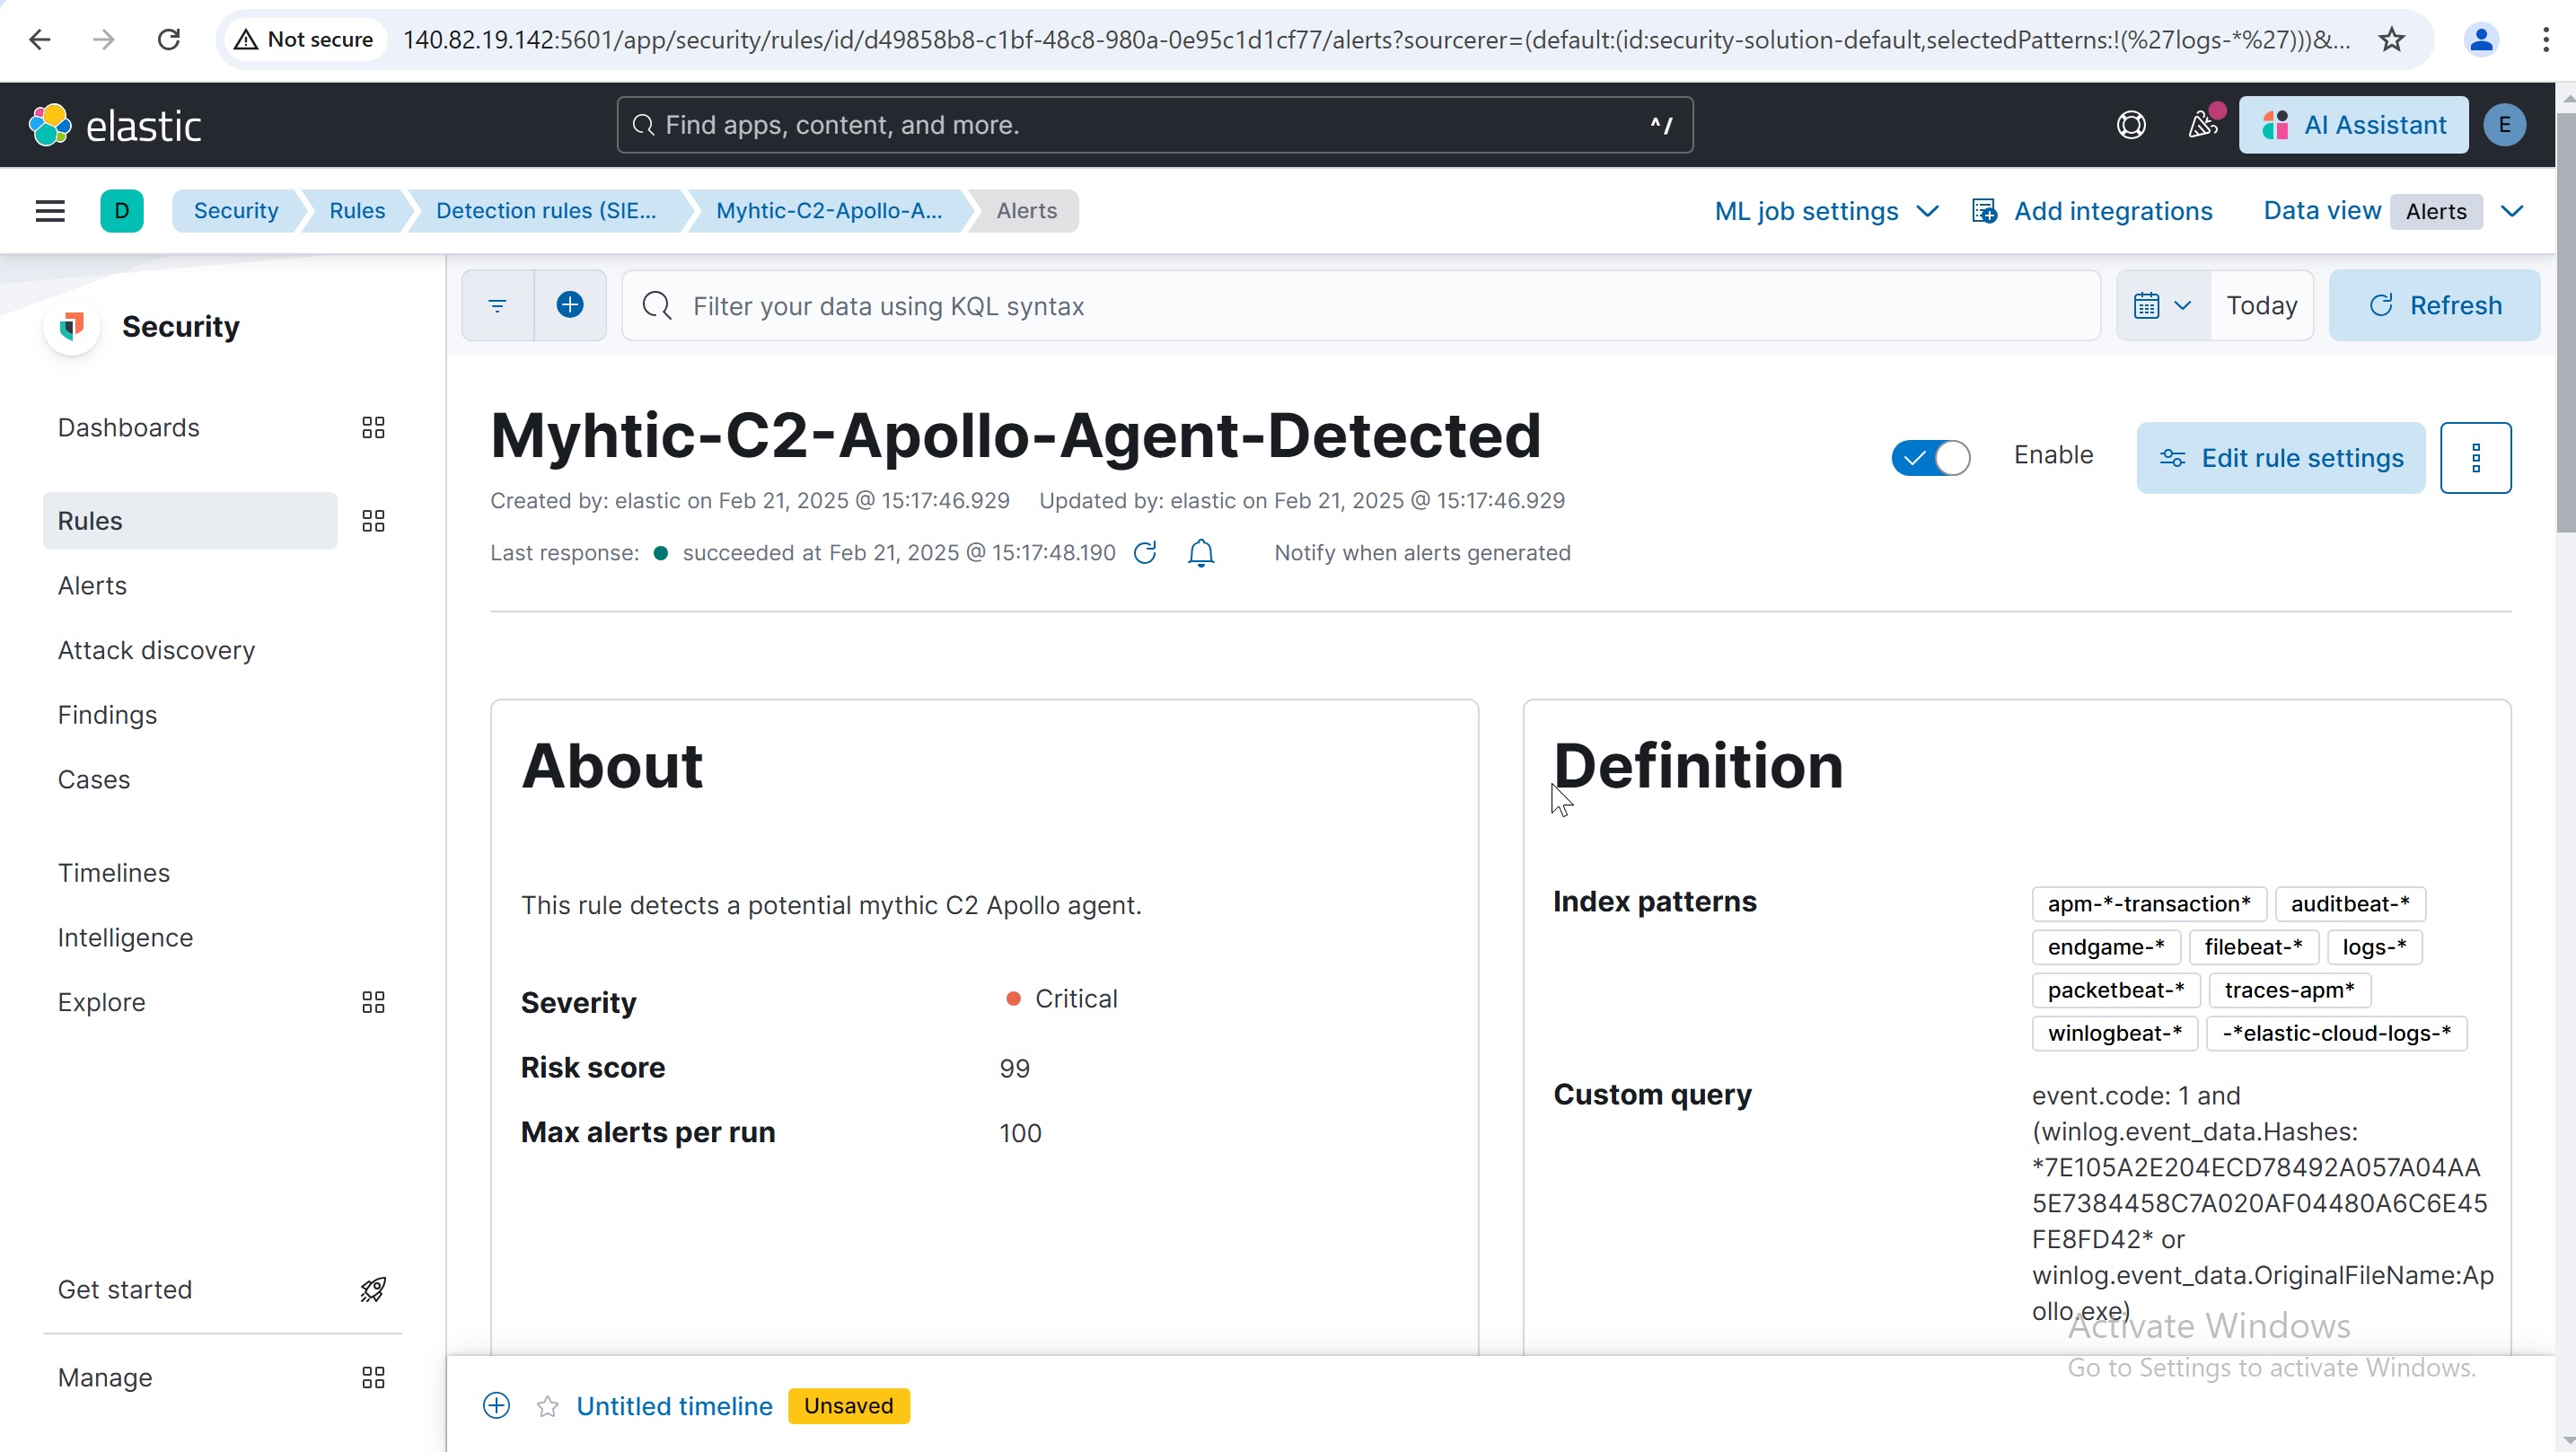 Not secure 140.82.19.142:5601/app/security/rules/id/d49858b8-c1bf-48c8-980a-0e95c1d1cf77/alerts?sourcerer=(default:(id:security-solution-default,selectedPatterns:!(%27logs-*%27)))&...
elastic Find apps, content, and more. ^/ AI Assistant E
D Security Rules Detection rules (SIE... Myhtic-C2-Apollo-A... Alerts ML job settings Add integrations Data view Alerts
Security
Dashboards
Rules
Alerts
Attack discovery
Findings
Cases
Timelines
Intelligence
Explore
Get started
Manage
Filter your data using KQL syntax Today Refresh
Myhtic-C2-Apollo-Agent-Detected
Enable Edit rule settings
Created by: elastic on Feb 21, 2025 @ 15:17:46.929 Updated by: elastic on Feb 21, 2025 @ 15:17:46.929
Last response: succeeded at Feb 21, 2025 @ 15:17:48.190 Notify when alerts generated
About
This rule detects a potential mythic C2 Apollo agent.
Severity Critical
Risk score 99
Max alerts per run 100
Definition
Index patterns apm-*-transaction* auditbeat-*
endgame-* filebeat-* logs-*
packetbeat-* traces-apm*
winlogbeat-* -*elastic-cloud-logs-*
Custom query event.code: 1 and
(winlog.event_data.Hashes:
*7E105A2E204ECD78492A057A04AA
5E7384458C7A020AF04480A6C6E45
FE8FD42* or
winlog.event_data.OriginalFileName:Ap
ollo.exe)
Activate Windows
Go to Settings to activate Windows.
Untitled timeline Unsaved